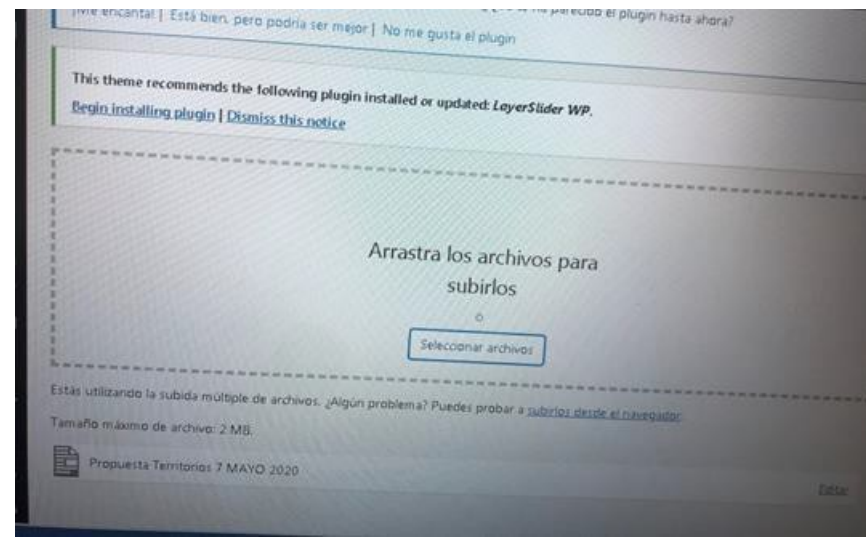 parecido el plugin hasta ahora?
¡Me encanta! | Está bien, pero podría ser mejor | No me gusta el plugin
This theme recommends the following plugin installed or updated: LayerSlider WP.
Begin installing plugin | Dismiss this notice
Arrastra los archivos para
subirlos
o
Seleccionar archivos
Estás utilizando la subida múltiple de archivos. ¿Algún problema? Puedes probar a subirlos desde el navegador.
Tamaño máximo de archivo: 2 MB.
Propuesta Territorios 7 MAYO 2020
Editar